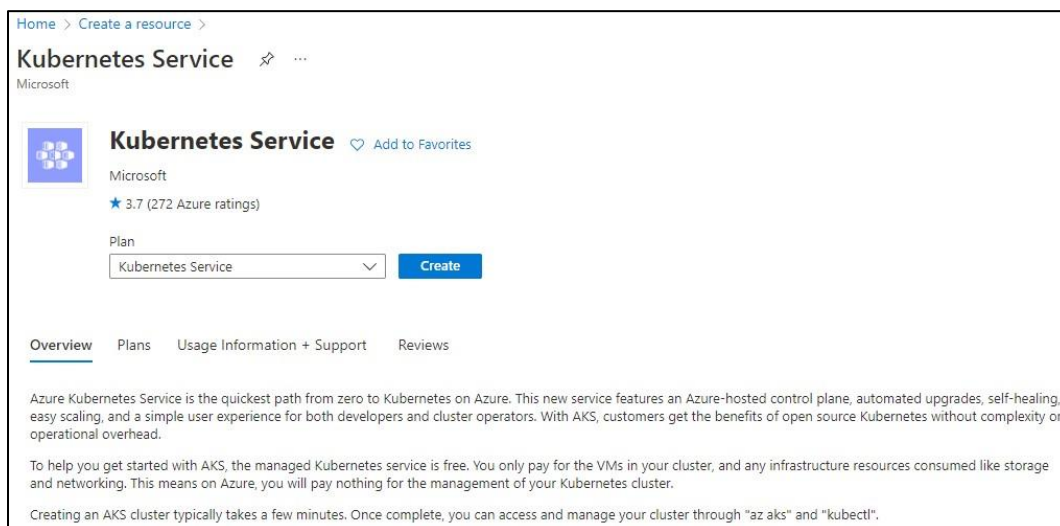 Home > Create a resource >
Kubernetes Service ...
Microsoft
Kubernetes Service Add to Favorites
Microsoft
3.7 (272 Azure ratings)
Plan
Kubernetes Service Create
Overview Plans Usage Information + Support Reviews
Azure Kubernetes Service is the quickest path from zero to Kubernetes on Azure. This new service features an Azure-hosted control plane, automated upgrades, self-healing,
easy scaling, and a simple user experience for both developers and cluster operators. With AKS, customers get the benefits of open source Kubernetes without complexity or
operational overhead.
To help you get started with AKS, the managed Kubernetes service is free. You only pay for the VMs in your cluster, and any infrastructure resources consumed like storage
and networking. This means on Azure, you will pay nothing for the management of your Kubernetes cluster.
Creating an AKS cluster typically takes a few minutes. Once complete, you can access and manage your cluster through "az aks" and "kubectl".